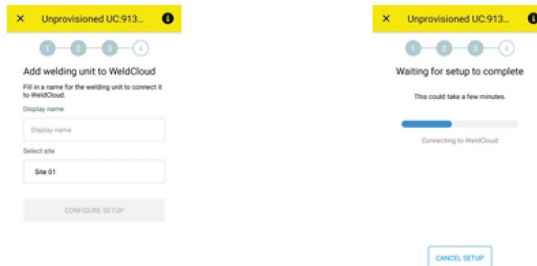 Unprovisioned UC:913...
1 2 3 4
Add welding unit to WeldCloud
Fill in a name for the welding unit to connect it
to WeldCloud.
Display name
Display name
Select site
Site 01
CONFIGURE SETUP
Unprovisioned UC:913...
1 2 3 4
Waiting for setup to complete
This could take a few minutes.
Connecting to WeldCloud
CANCEL SETUP